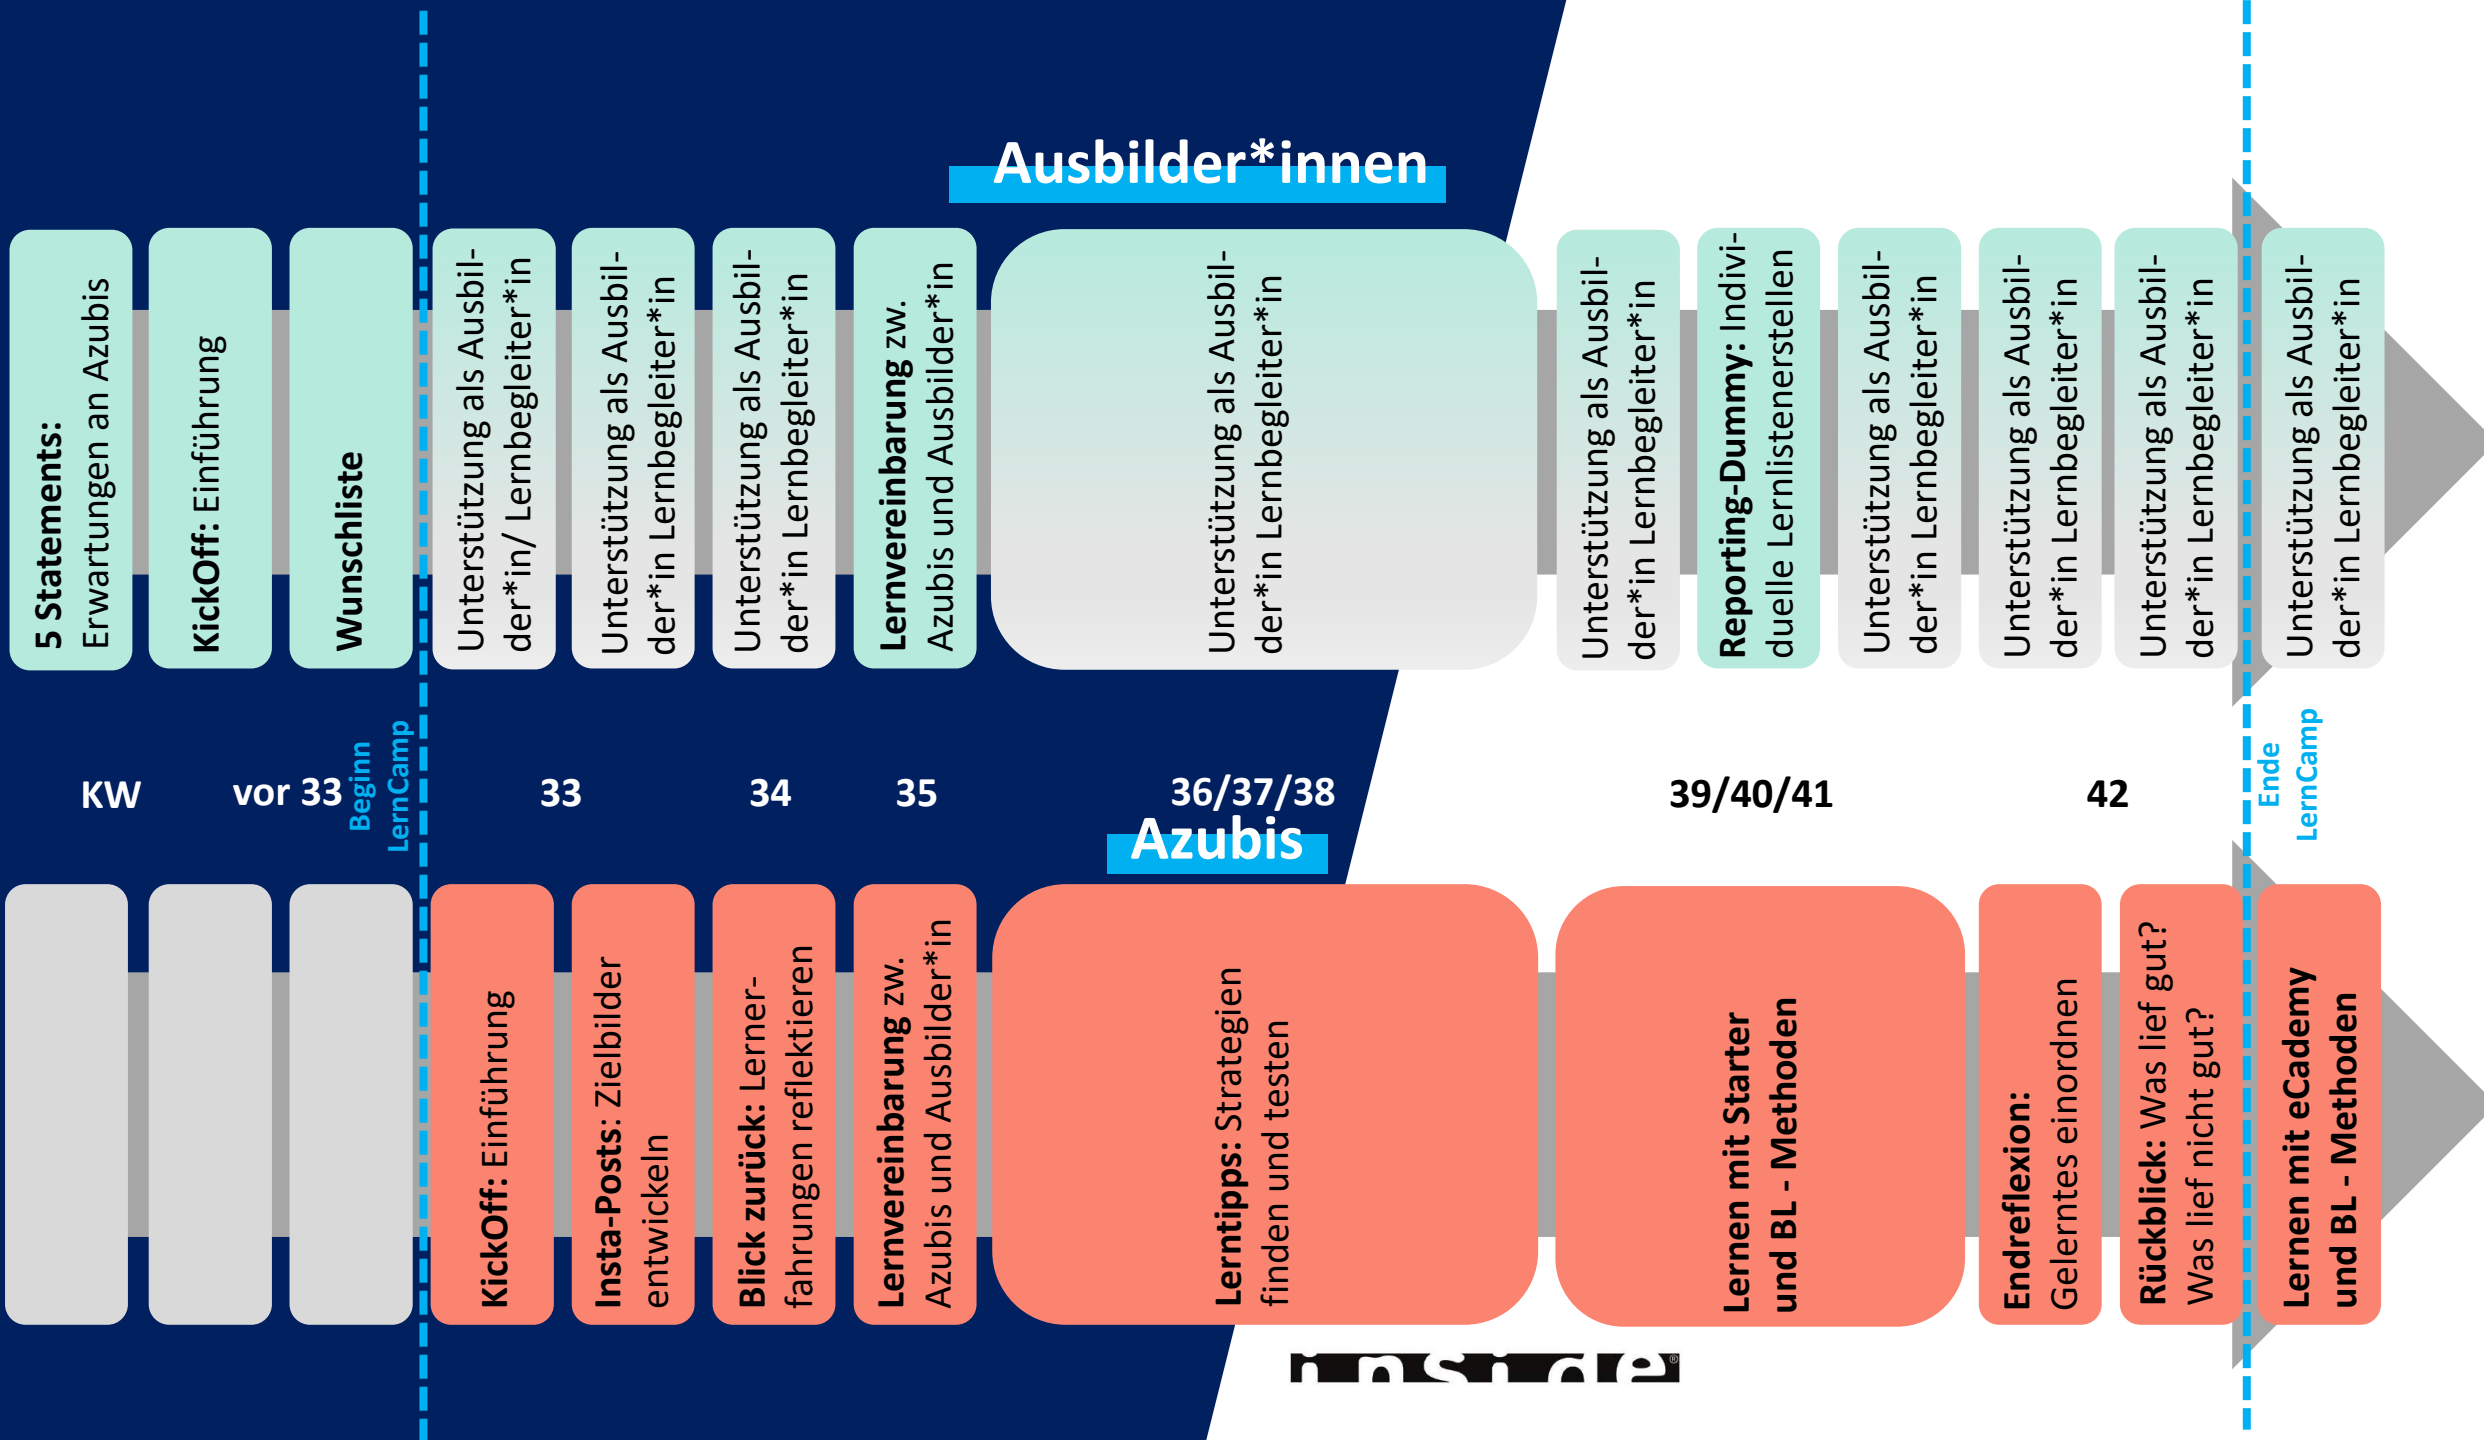 Ausbilder*innen
5 Statements:
Erwartungen an Azubis
KickOff: Einführung
Wunschliste
Unterstützung als Ausbil-
der*in/ Lernbegleiter*in
Unterstützung als Ausbil-
der*in Lernbegleiter*in
Unterstützung als Ausbil-
der*in Lernbegleiter*in
Lernvereinbarung zw.
Azubis und Ausbilder*in
Unterstützung als Ausbil-
der*in Lernbegleiter*in
Unterstützung als Ausbil-
der*in Lernbegleiter*in
Reporting-Dummy: Indivi-
duelle Lernlistenerstellen
Unterstützung als Ausbil-
der*in Lernbegleiter*in
Unterstützung als Ausbil-
der*in Lernbegleiter*in
Unterstützung als Ausbil-
der*in Lernbegleiter*in
Unterstützung als Ausbil-
der*in Lernbegleiter*in
KW
vor 33
Beginn
LernCamp
33
34
35
36/37/38
39/40/41
42
Ende
LernCamp
Azubis
KickOff: Einführung
Insta-Posts: Zielbilder
entwickeln
Blick zurück: Lerner-
fahrungen reflektieren
Lernvereinbarung zw.
Azubis und Ausbilder*in
Lerntipps: Strategien
finden und testen
Lernen mit Starter
und BL - Methoden
Endreflexion:
Gelerntes einordnen
Rückblick: Was lief gut?
Was lief nicht gut?
Lernen mit eCademy
und BL - Methoden
inside®